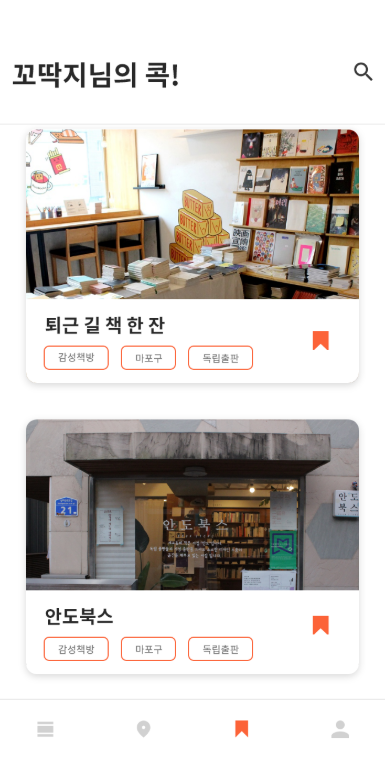 꼬딱지님의 콕!
퇴근 길 책 한 잔
감성책방
마포구
독립출판
21
안도북스
안도
북스
안도북스
감성책방
마포구
독립출판